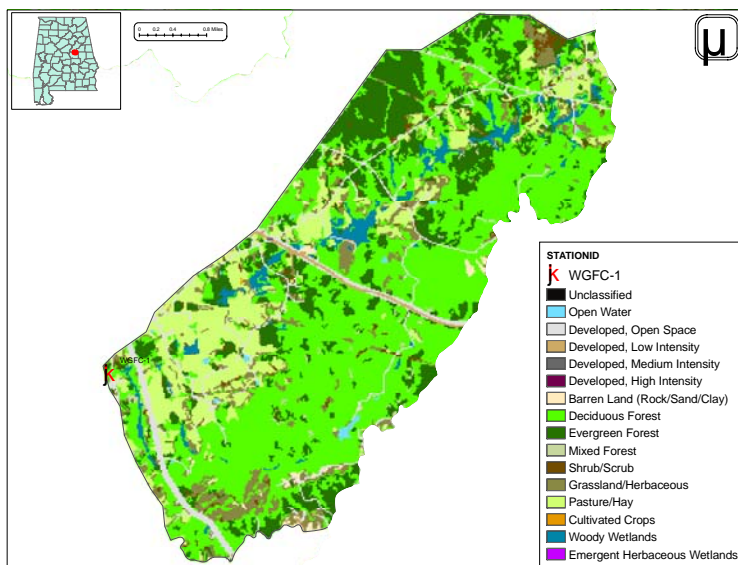 0 0.2 0.4 0.8 Miles
µ
WGFC-1
jk
STATIONID
jk WGFC-1
Unclassified
Open Water
Developed, Open Space
Developed, Low Intensity
Developed, Medium Intensity
Developed, High Intensity
Barren Land (Rock/Sand/Clay)
Deciduous Forest
Evergreen Forest
Mixed Forest
Shrub/Scrub
Grassland/Herbaceous
Pasture/Hay
Cultivated Crops
Woody Wetlands
Emergent Herbaceous Wetlands